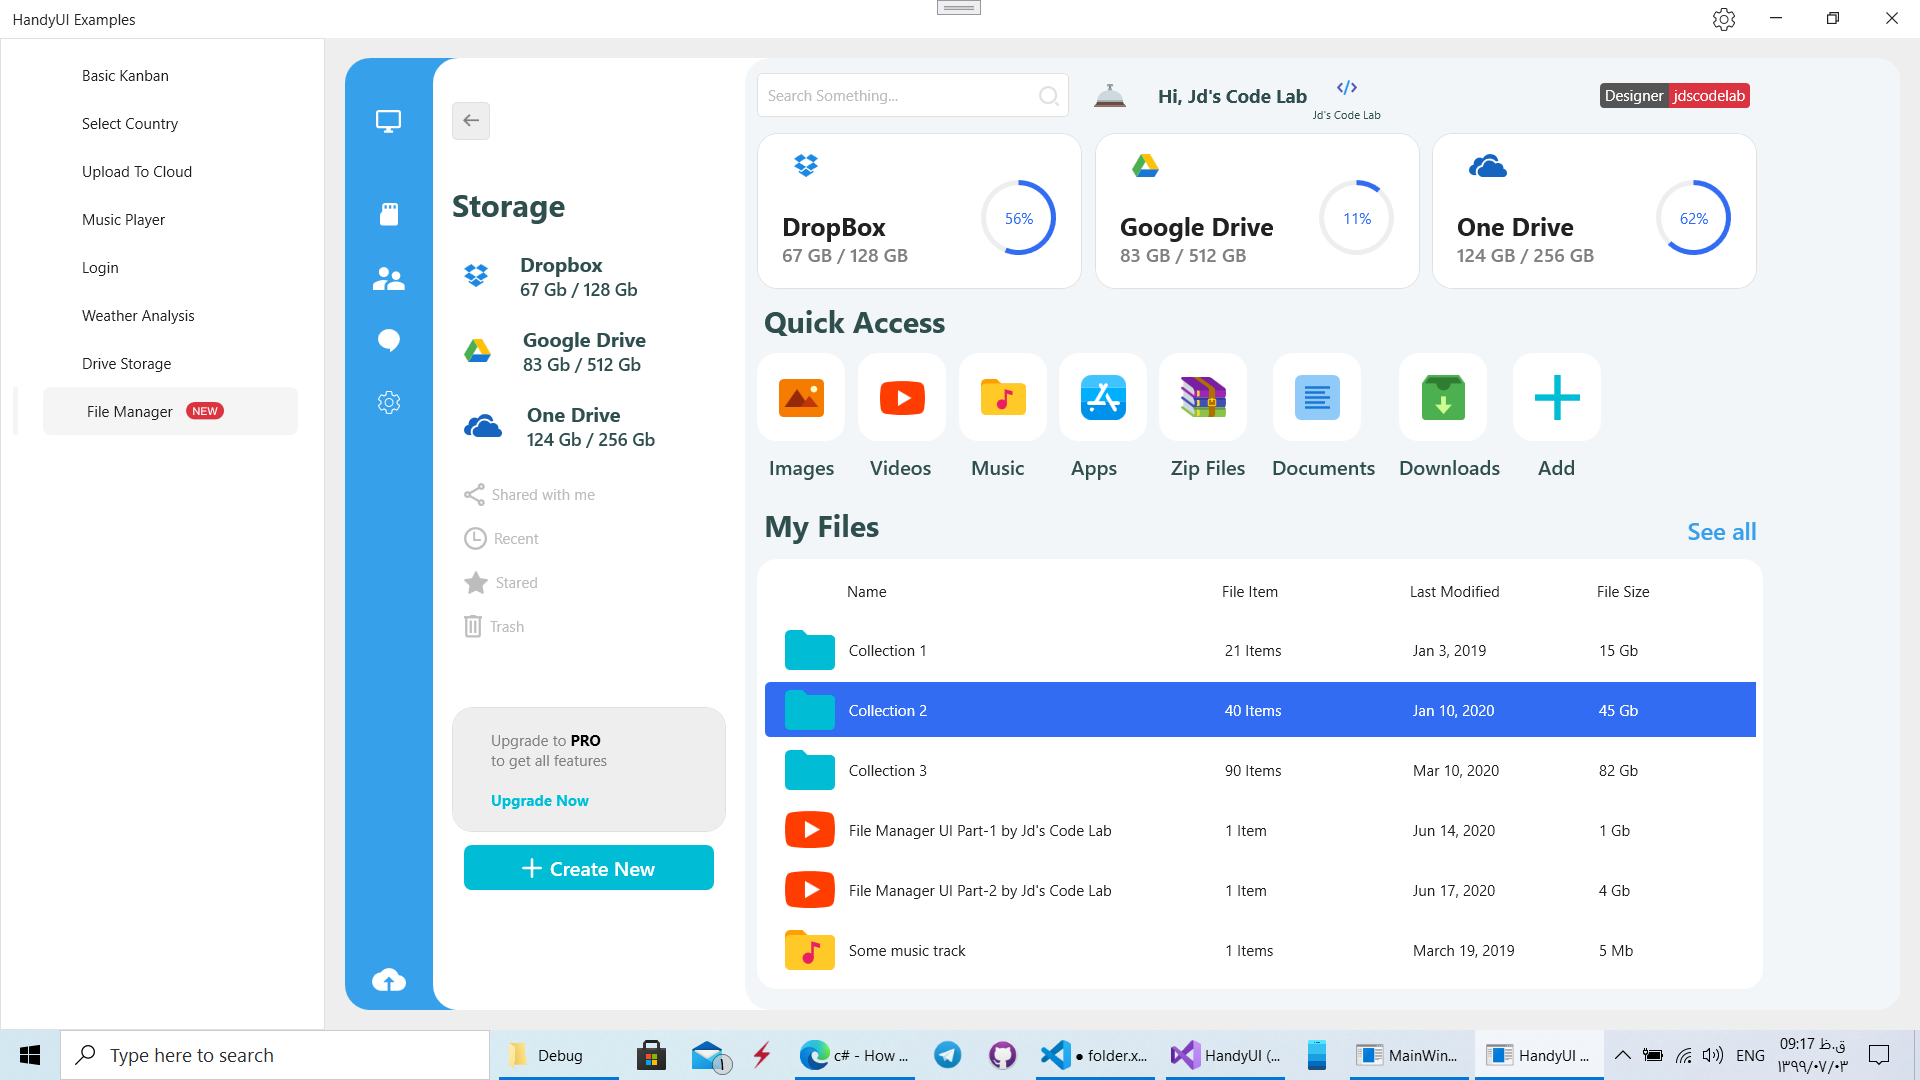 HandyUI Examples
Basic Kanban
Select Country
Upload To Cloud
Music Player
Login
Weather Analysis
Drive Storage
File Manager NEW
Storage
Dropbox
67 Gb / 128 Gb
Google Drive
83 Gb / 512 Gb
One Drive
124 Gb / 256 Gb
Shared with me
Recent
Stared
Trash
Upgrade to PRO
to get all features
Upgrade Now
Create New
Search Something...
Hi, Jd's Code Lab
Jd's Code Lab
Designer jdscodelab
DropBox
67 GB / 128 GB
56%
Google Drive
83 GB / 512 GB
11%
One Drive
124 GB / 256 GB
62%
Quick Access
Images Videos Music Apps Zip Files Documents Downloads Add
My Files
See all
Name File Item Last Modified File Size
Collection 1 21 Items Jan 3, 2019 15 Gb
Collection 2 40 Items Jan 10, 2020 45 Gb
Collection 3 90 Items Mar 10, 2020 82 Gb
File Manager UI Part-1 by Jd's Code Lab 1 Item Jun 14, 2020 1 Gb
File Manager UI Part-2 by Jd's Code Lab 1 Item Jun 17, 2020 4 Gb
Some music track 1 Items March 19, 2019 5 Mb
Type here to search
Debug
1
c# - How ...
● folder.x...
HandyUI (...
MainWin...
HandyUI ...
ENG
09:17 ق.ظ
۱۳۹۹/۰۷/۰۳